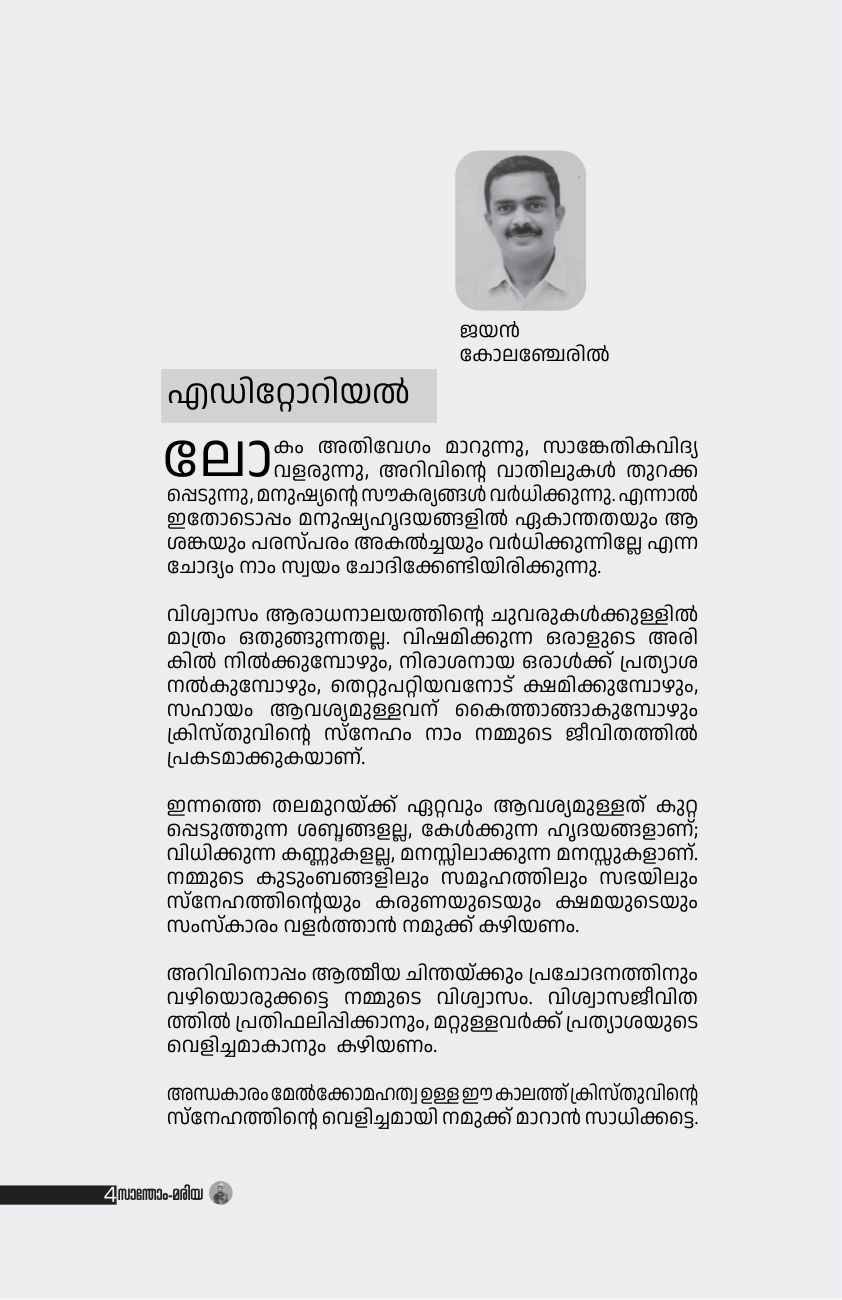 ജയൻ
കോലഞ്ചേരിൽ
എഡിറ്റോറിയൽ
ലോകം അതിവേഗം മാറുന്നു, സാങ്കേതികവിദ്യ
വളരുന്നു, അറിവിന്റെ വാതിലുകൾ തുറക്ക
പ്പെടുന്നു, മനുഷ്യന്റെ സൗകര്യങ്ങൾ വർധിക്കുന്നു. എന്നാൽ
ഇതോടൊപ്പം മനുഷ്യഹൃദയങ്ങളിൽ ഏകാന്തതയും ആ
ശങ്കയും പരസ്പരം അകൽച്ചയും വർധിക്കുന്നില്ലേ എന്ന
ചോദ്യം നാം സ്വയം ചോദിക്കേണ്ടിയിരിക്കുന്നു.
വിശ്വാസം ആരാധനാലയത്തിന്റെ ചുവരുകൾക്കുള്ളിൽ
മാത്രം ഒതുങ്ങുന്നതല്ല. വിഷമിക്കുന്ന ഒരാളുടെ അരി
കിൽ നിൽക്കുമ്പോഴും, നിരാശനായ ഒരാൾക്ക് പ്രത്യാശ
നൽകുമ്പോഴും, തെറ്റുപറ്റിയവനോട് ക്ഷമിക്കുമ്പോഴും,
സഹായം ആവശ്യമുള്ളവന് കൈത്താങ്ങാകുമ്പോഴും
ക്രിസ്തുവിന്റെ സ്നേഹം നാം നമ്മുടെ ജീവിതത്തിൽ
പ്രകടമാക്കുകയാണ്.
ഇന്നത്തെ തലമുറയ്ക്ക് ഏറ്റവും ആവശ്യമുള്ളത് കുറ്റ
പ്പെടുത്തുന്ന ശബ്ദങ്ങളല്ല, കേൾക്കുന്ന ഹൃദയങ്ങളാണ്;
വിധിക്കുന്ന കണ്ണുകളല്ല, മനസ്സിലാക്കുന്ന മനസ്സുകളാണ്.
നമ്മുടെ കുടുംബങ്ങളിലും സമൂഹത്തിലും സഭയിലും
സ്നേഹത്തിന്റെയും കരുണയുടെയും ക്ഷമയുടെയും
സംസ്കാരം വളർത്താൻ നമുക്ക് കഴിയണം.
അറിവിനൊപ്പം ആത്മീയ ചിന്തയ്ക്കും പ്രചോദനത്തിനും
വഴിയൊരുക്കട്ടെ നമ്മുടെ വിശ്വാസം. വിശ്വാസജീവിത
ത്തിൽ പ്രതിഫലിപ്പിക്കാനും, മറ്റുള്ളവർക്ക് പ്രത്യാശയുടെ
വെളിച്ചമാകാനും കഴിയണം.
അന്ധകാരം മേൽക്കോമഹത്വ ഉള്ള ഈ കാലത്ത് ക്രിസ്തുവിന്റെ
സ്നേഹത്തിന്റെ വെളിച്ചമായി നമുക്ക് മാറാൻ സാധിക്കട്ടെ.
4 സാന്തോം-മരിയ